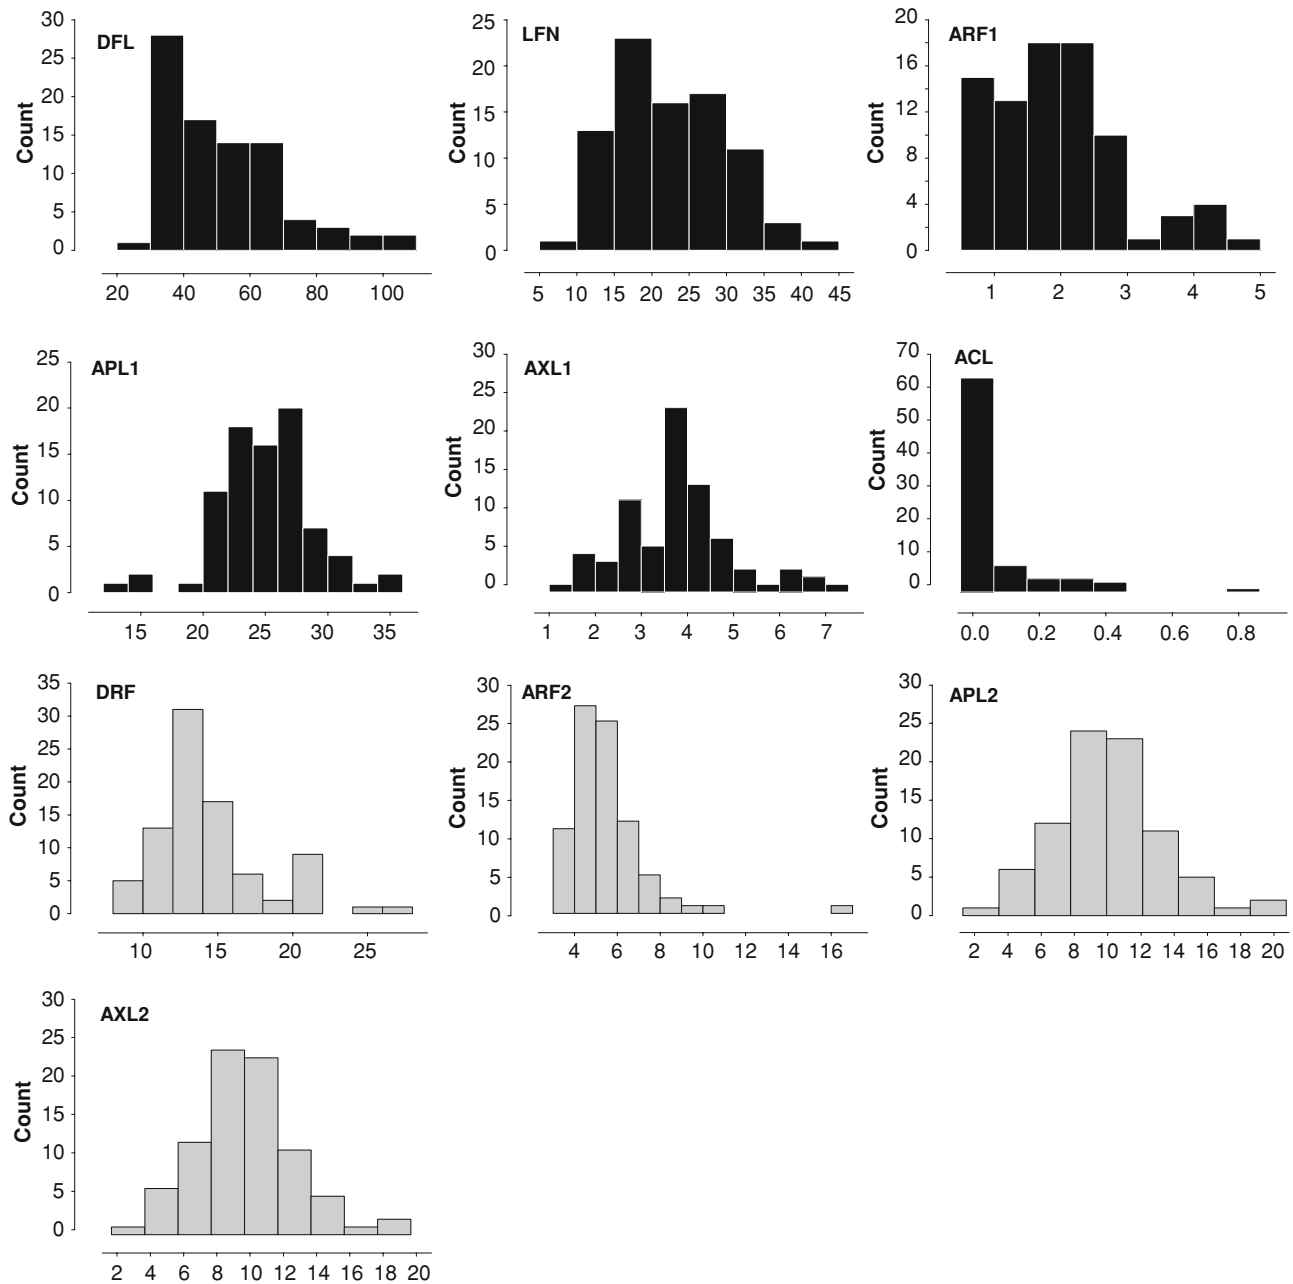 DFL
Count
30
25
20
15
10
5
0
20 40 60 80 100
LFN
Count
25
20
15
10
5
0
5 10 15 20 25 30 35 40 45
ARF1
Count
20
16
12
8
4
0
1 2 3 4 5
APL1
Count
25
20
15
10
5
0
15 20 25 30 35
AXL1
Count
30
25
20
15
10
5
0
1 2 3 4 5 6 7
ACL
Count
70
60
50
40
30
20
10
0
0.0 0.2 0.4 0.6 0.8
DRF
Count
35
30
25
20
15
10
5
0
10 15 20 25
ARF2
Count
30
25
20
15
10
5
0
4 6 8 10 12 14 16
APL2
Count
30
25
20
15
10
5
0
2 4 6 8 10 12 14 16 18 20
AXL2
Count
30
25
20
15
10
5
0
2 4 6 8 10 12 14 16 18 20